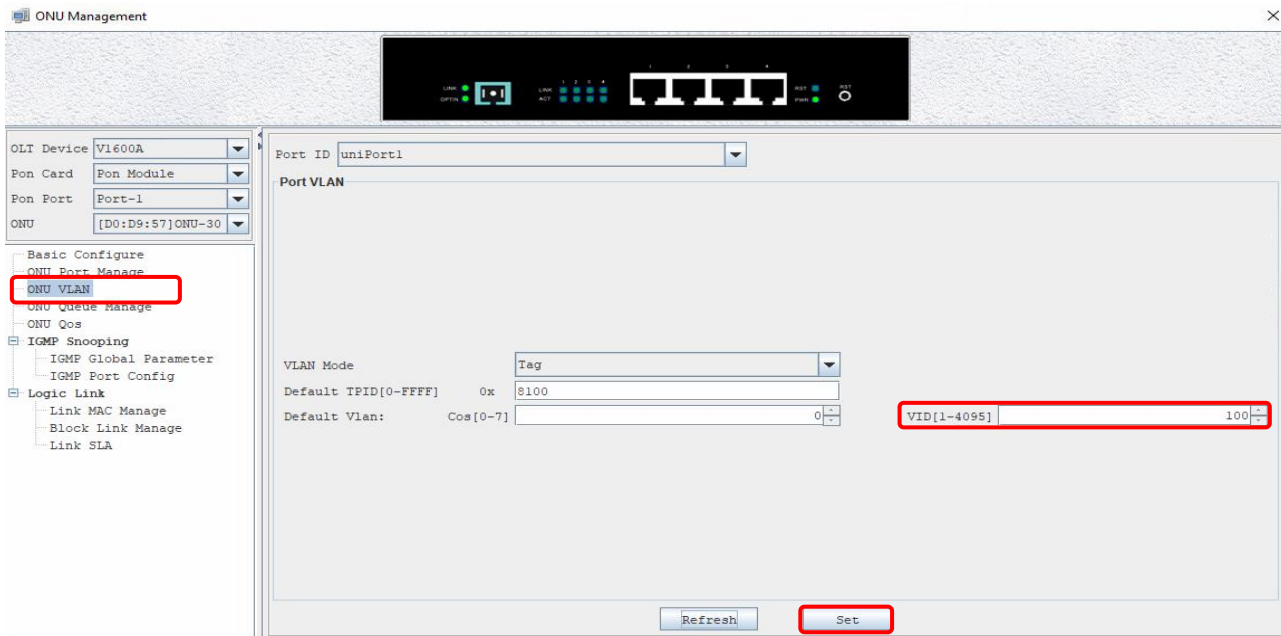 ONU Management
1 2 3 4
LINK
OPTIN
LINK
ACT
1 2 3 4
RST
PWR
RST
OLT Device V1600A
Pon Card Pon Module
Pon Port Port-1
ONU [D0:D9:57]ONU-30
Basic Configure
ONU Port Manage
ONU VLAN
ONU Queue Manage
ONU Qos
IGMP Snooping
IGMP Global Parameter
IGMP Port Config
Logic Link
Link MAC Manage
Block Link Manage
Link SLA
Port ID uniPort1
Port VLAN
VLAN Mode Tag
Default TPID[0-FFFF] 0x 8100
Default Vlan: Cos[0-7] 0 VID[1-4095] 100
Refresh Set